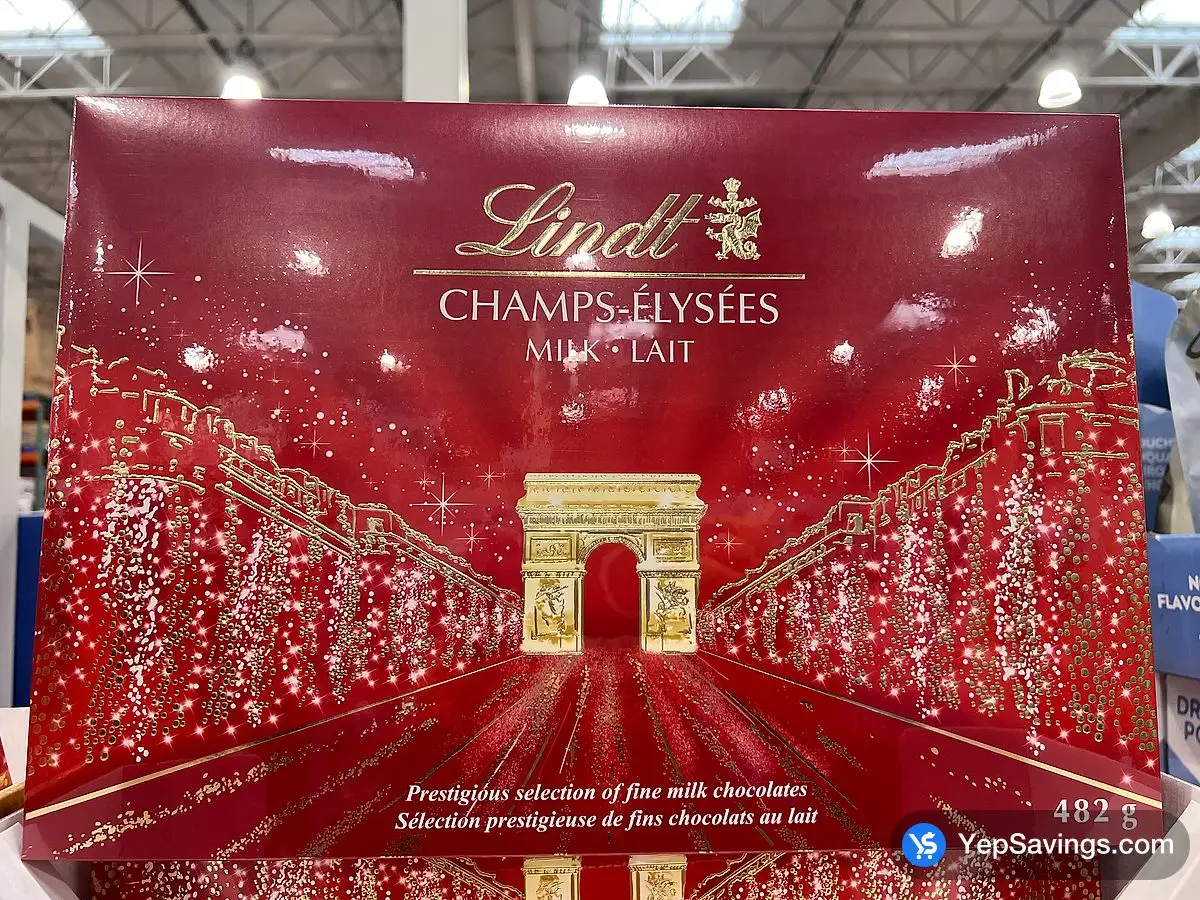 Lindt
CHAMPS-ÉLYSÉES
MILK • LAIT
Prestigious selection of fine milk chocolates
Sélection prestigieuse de fins chocolats au lait
482 g
YepSavings.com